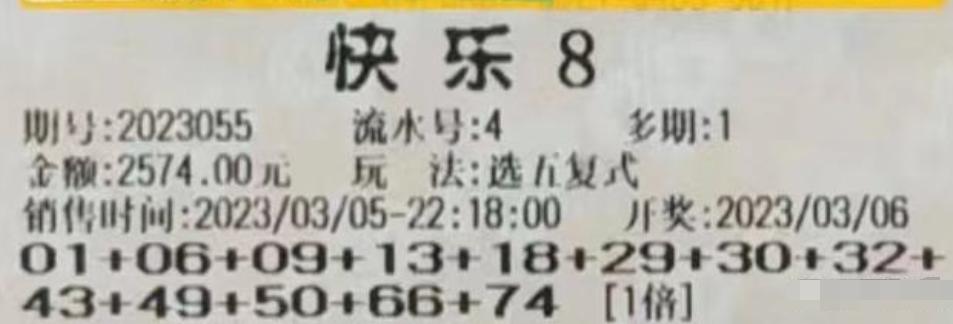 快乐8
期号:2023055 流水号:4 多期:1
金额:2574.00元 玩 法:选五复式
销售时间:2023/03/05-22:18:00 开奖:2023/03/06
01+06+09+13+18+29+30+32+
43+49+50+66+74 [1倍]